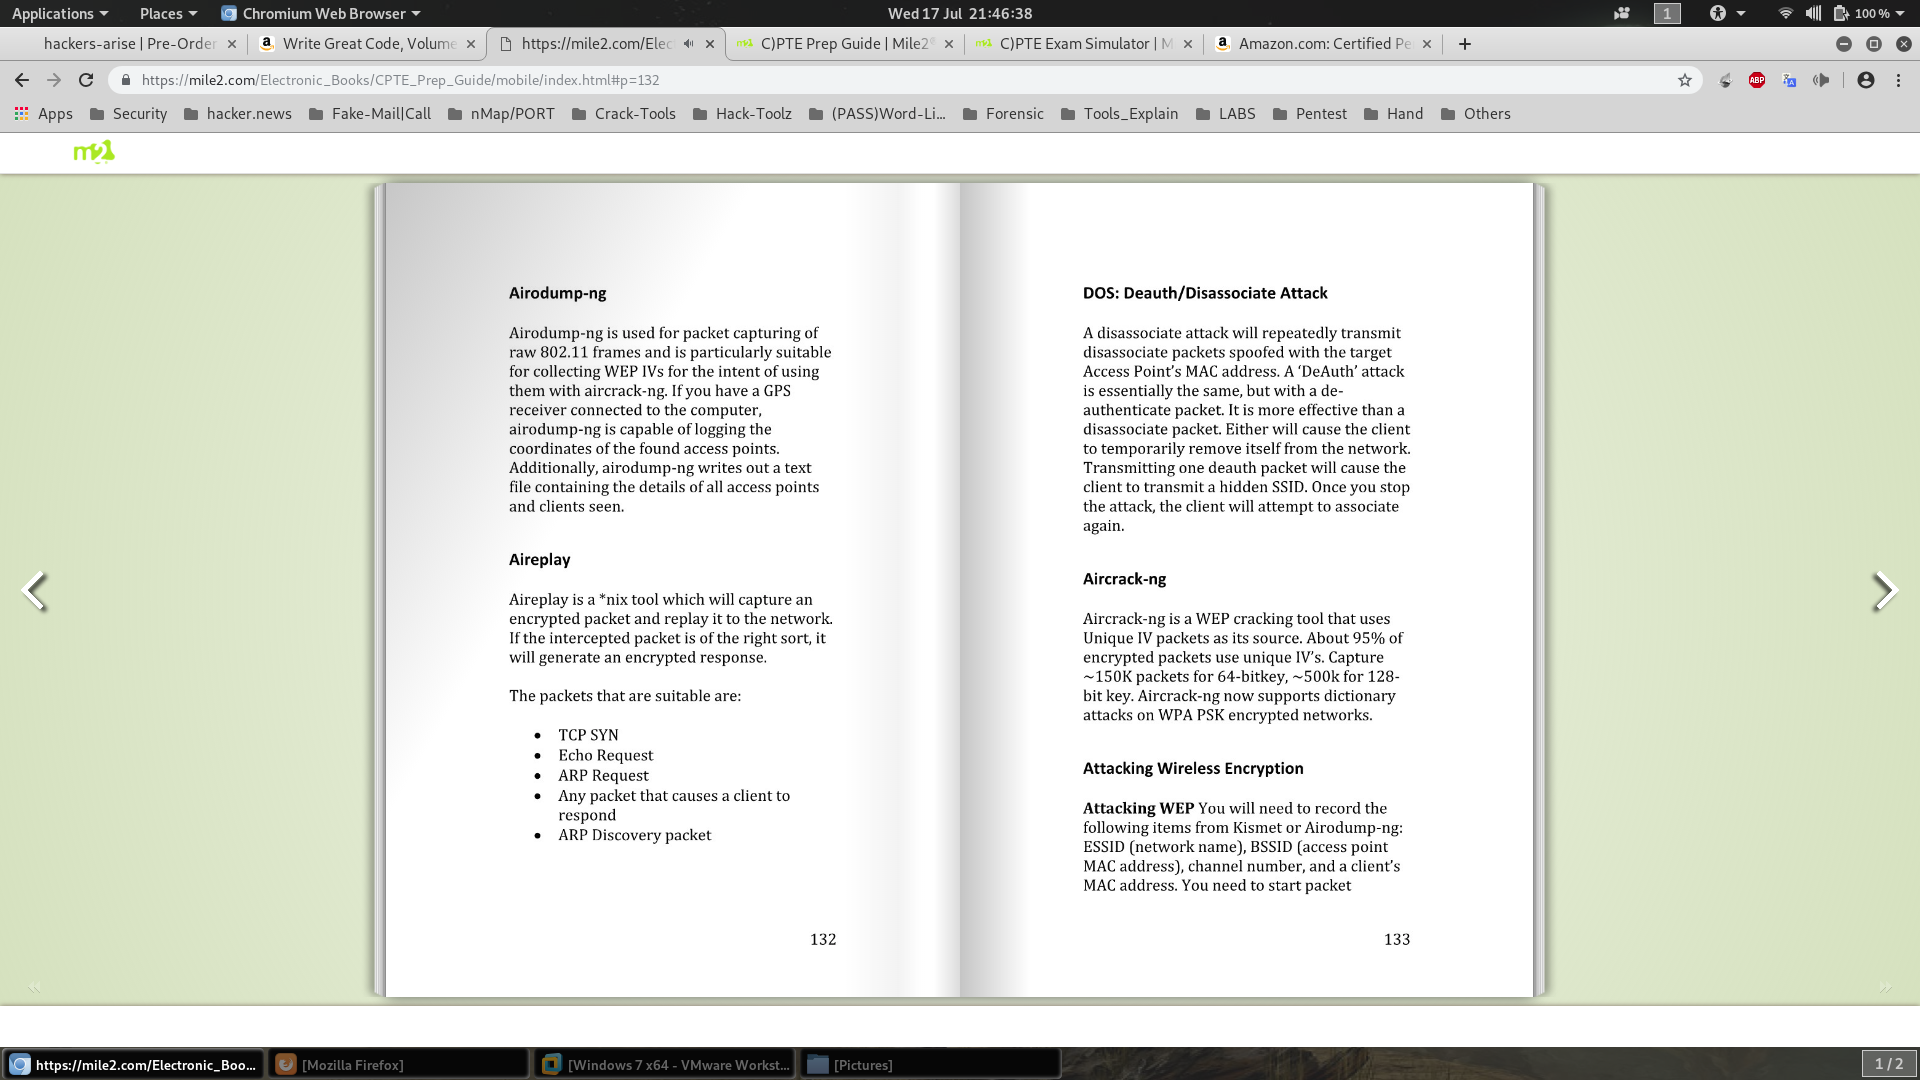 Applications
Places
Chromium Web Browser
Wed 17 Jul 21:46:38
1
100 %
hackers-arise | Pre-Order
Write Great Code, Volume
https://mile2.com/Elec
C)PTE Prep Guide | Mile2
C)PTE Exam Simulator | M
Amazon.com: Certified Pe
https://mile2.com/Electronic_Books/CPTE_Prep_Guide/mobile/index.html#p=132
ABP
Apps
Security
hacker.news
Fake-Mail|Call
nMap/PORT
Crack-Tools
Hack-Toolz
(PASS)Word-Li...
Forensic
Tools_Explain
LABS
Pentest
Hand
Others
m2
Airodump-ng
Airodump-ng is used for packet capturing of
raw 802.11 frames and is particularly suitable
for collecting WEP IVs for the intent of using
them with aircrack-ng. If you have a GPS
receiver connected to the computer,
airodump-ng is capable of logging the
coordinates of the found access points.
Additionally, airodump-ng writes out a text
file containing the details of all access points
and clients seen.
Aireplay
Aireplay is a *nix tool which will capture an
encrypted packet and replay it to the network.
If the intercepted packet is of the right sort, it
will generate an encrypted response.
The packets that are suitable are:
• TCP SYN
• Echo Request
• ARP Request
• Any packet that causes a client to
respond
• ARP Discovery packet
132
DOS: Deauth/Disassociate Attack
A disassociate attack will repeatedly transmit
disassociate packets spoofed with the target
Access Point’s MAC address. A ‘DeAuth’ attack
is essentially the same, but with a de-
authenticate packet. It is more effective than a
disassociate packet. Either will cause the client
to temporarily remove itself from the network.
Transmitting one deauth packet will cause the
client to transmit a hidden SSID. Once you stop
the attack, the client will attempt to associate
again.
Aircrack-ng
Aircrack-ng is a WEP cracking tool that uses
Unique IV packets as its source. About 95% of
encrypted packets use unique IV’s. Capture
~150K packets for 64-bitkey, ~500k for 128-
bit key. Aircrack-ng now supports dictionary
attacks on WPA PSK encrypted networks.
Attacking Wireless Encryption
Attacking WEP You will need to record the
following items from Kismet or Airodump-ng:
ESSID (network name), BSSID (access point
MAC address), channel number, and a client’s
MAC address. You need to start packet
133
https://mile2.com/Electronic_Boo...
[Mozilla Firefox]
[Windows 7 x64 - VMware Workst...
[Pictures]
1 / 2